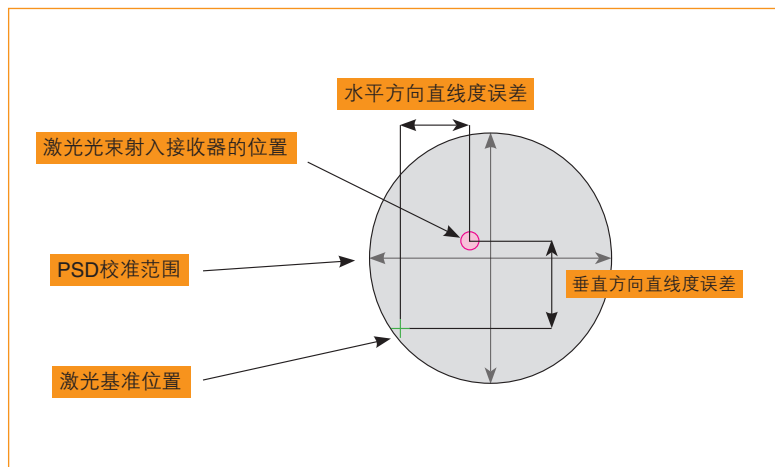 水平方向直线度误差
激光光束射入接收器的位置
PSD校准范围
垂直方向直线度误差
激光基准位置